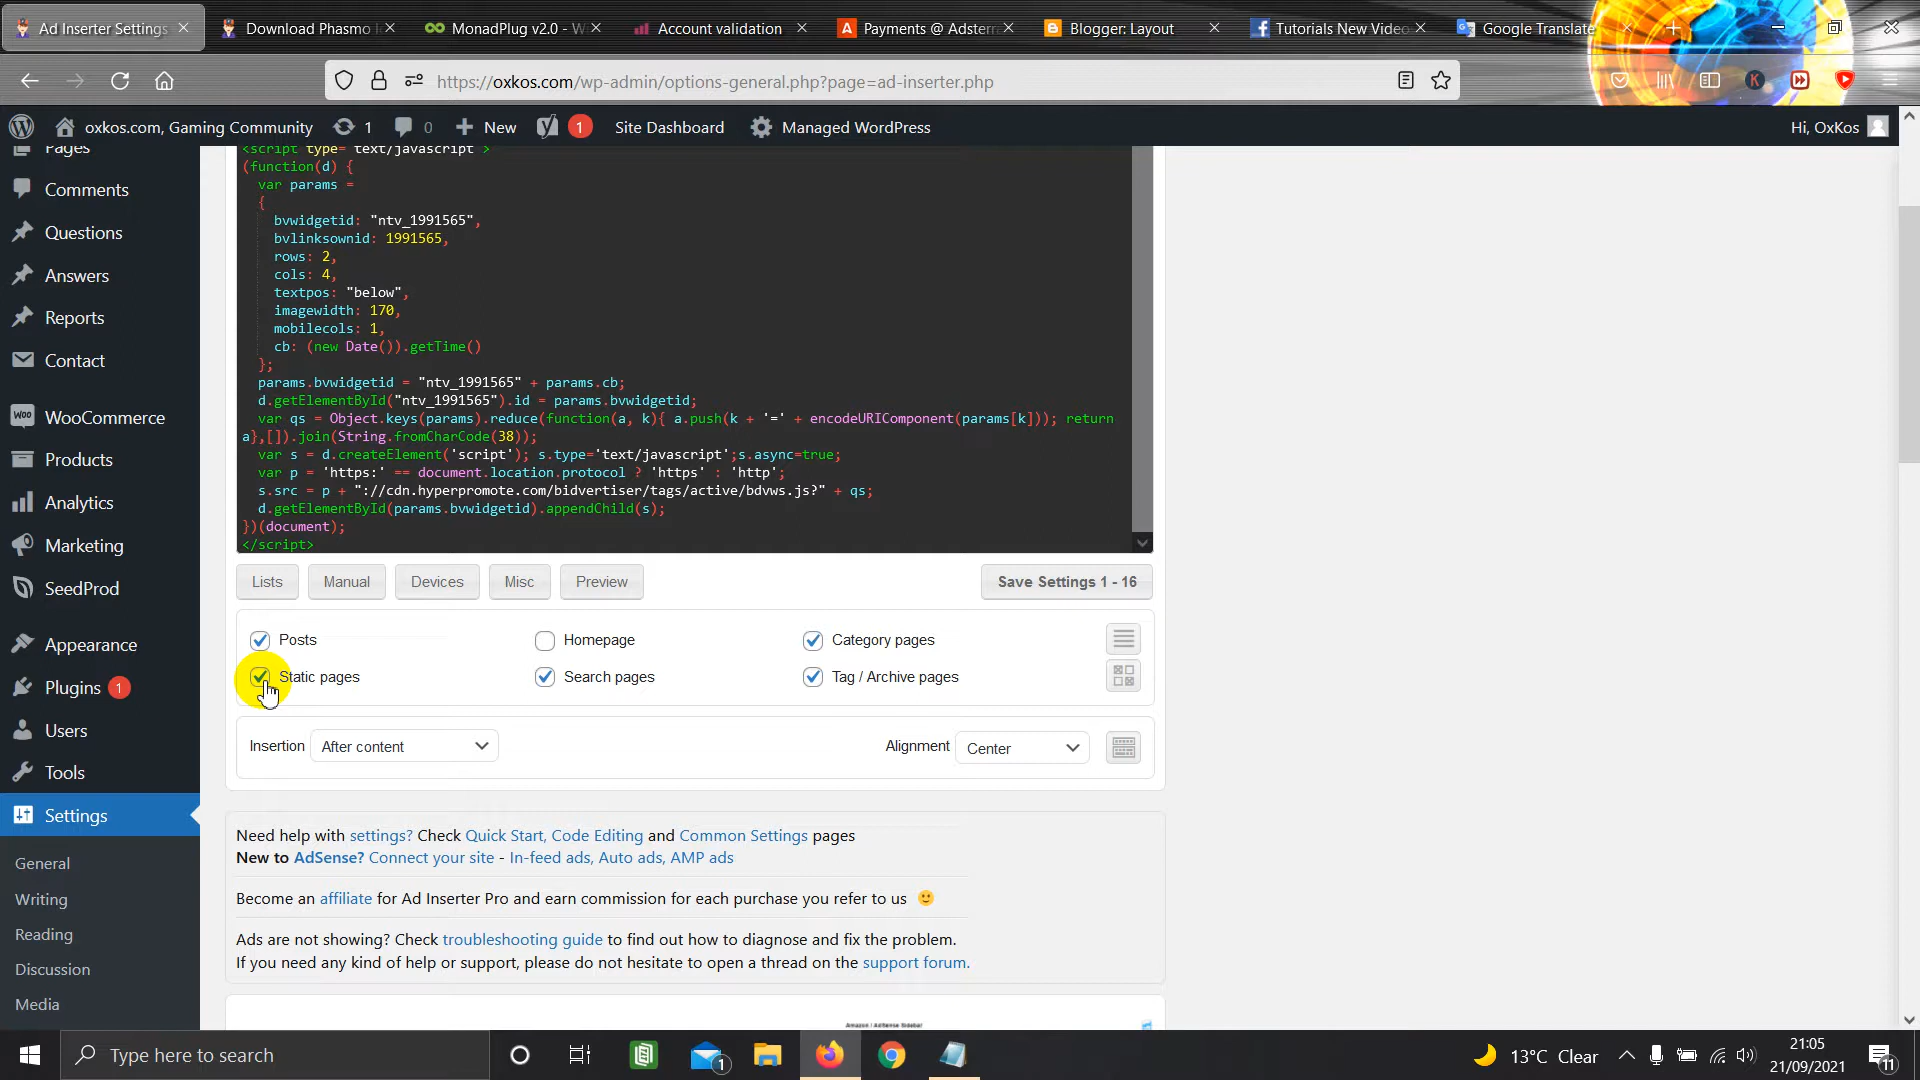 Ad Inserter Settings
Download Phasmo
MonadPlug v2.0 - W
Account validation
Payments @ Adsterr
Blogger: Layout
Tutorials New Video
Google Translate
https://oxkos.com/wp-admin/options-general.php?page=ad-inserter.php
oxkos.com, Gaming Community 1 0 New 1 Site Dashboard Managed WordPress Hi, OxKos
Pages
Comments
Questions
Answers
Reports
Contact
WooCommerce
Products
Analytics
Marketing
SeedProd
Appearance
Plugins 1
Users
Tools
Settings
General
Writing
Reading
Discussion
Media
<script type= text/javascript >
(function(d) {
var params =
{
bvwidgetid: "ntv_1991565",
bvlinksownid: 1991565,
rows: 2,
cols: 4,
textpos: "below",
imagewidth: 170,
mobilecols: 1,
cb: (new Date()).getTime()
};
params.bvwidgetid = "ntv_1991565" + params.cb;
d.getElementById("ntv_1991565").id = params.bvwidgetid;
var qs = Object.keys(params).reduce(function(a, k){ a.push(k + '=' + encodeURIComponent(params[k])); return
a},[]).join(String.fromCharCode(38));
var s = d.createElement('script'); s.type='text/javascript';s.async=true;
var p = 'https:' == document.location.protocol ? 'https' : 'http';
s.src = p + "://cdn.hyperpromote.com/bidvertiser/tags/active/bdvws.js?" + qs;
d.getElementById(params.bvwidgetid).appendChild(s);
})(document);
</script>
Lists Manual Devices Misc Preview Save Settings 1 - 16
Posts Homepage Category pages
Static pages Search pages Tag / Archive pages
Insertion After content Alignment Center
Need help with settings? Check Quick Start, Code Editing and Common Settings pages
New to AdSense? Connect your site - In-feed ads, Auto ads, AMP ads
Become an affiliate for Ad Inserter Pro and earn commission for each purchase you refer to us
Ads are not showing? Check troubleshooting guide to find out how to diagnose and fix the problem.
If you need any kind of help or support, please do not hesitate to open a thread on the support forum.
Amazon / AdSense Sidebar
Type here to search
1
13°C Clear
21:05
21/09/2021
11